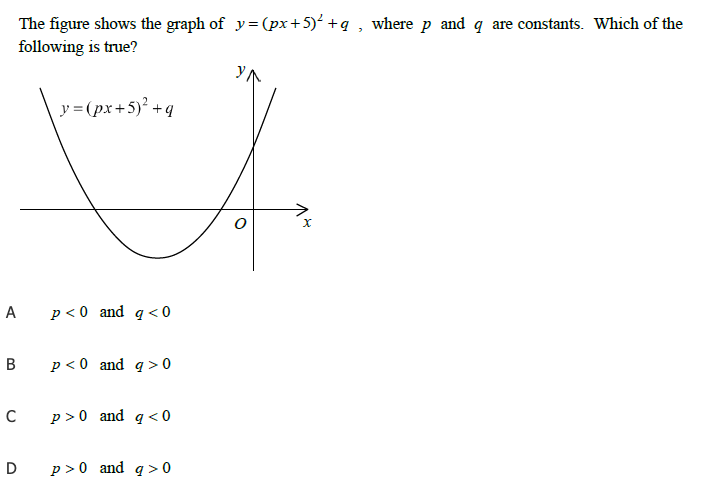 The figure shows the graph of y=(px+5)²+q , where p and q are constants. Which of the
following is true?
y
y=(px+5)²+q
O
x
A p<0 and q<0
B p<0 and q>0
C p>0 and q<0
D p>0 and q>0